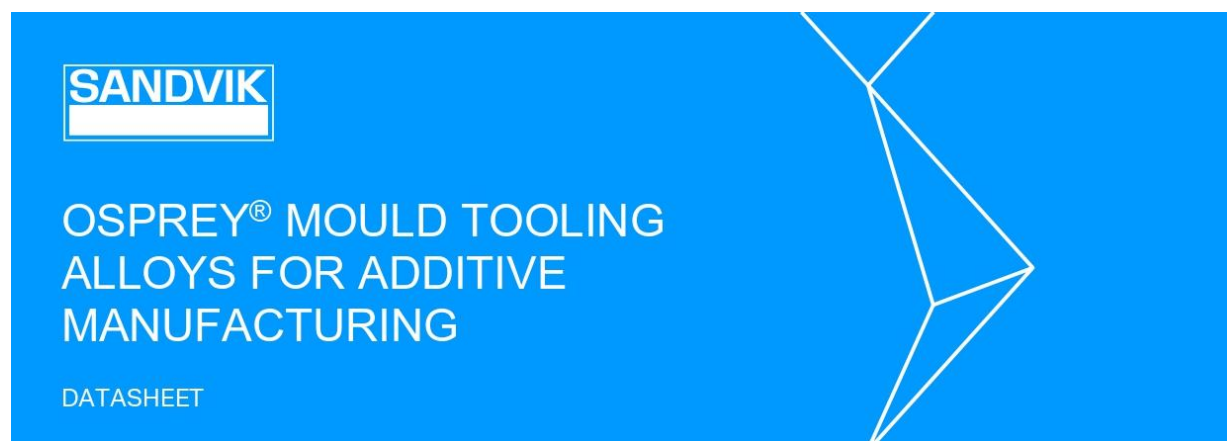 SANDVIK
OSPREY® MOULD TOOLING
ALLOYS FOR ADDITIVE
MANUFACTURING
DATASHEET